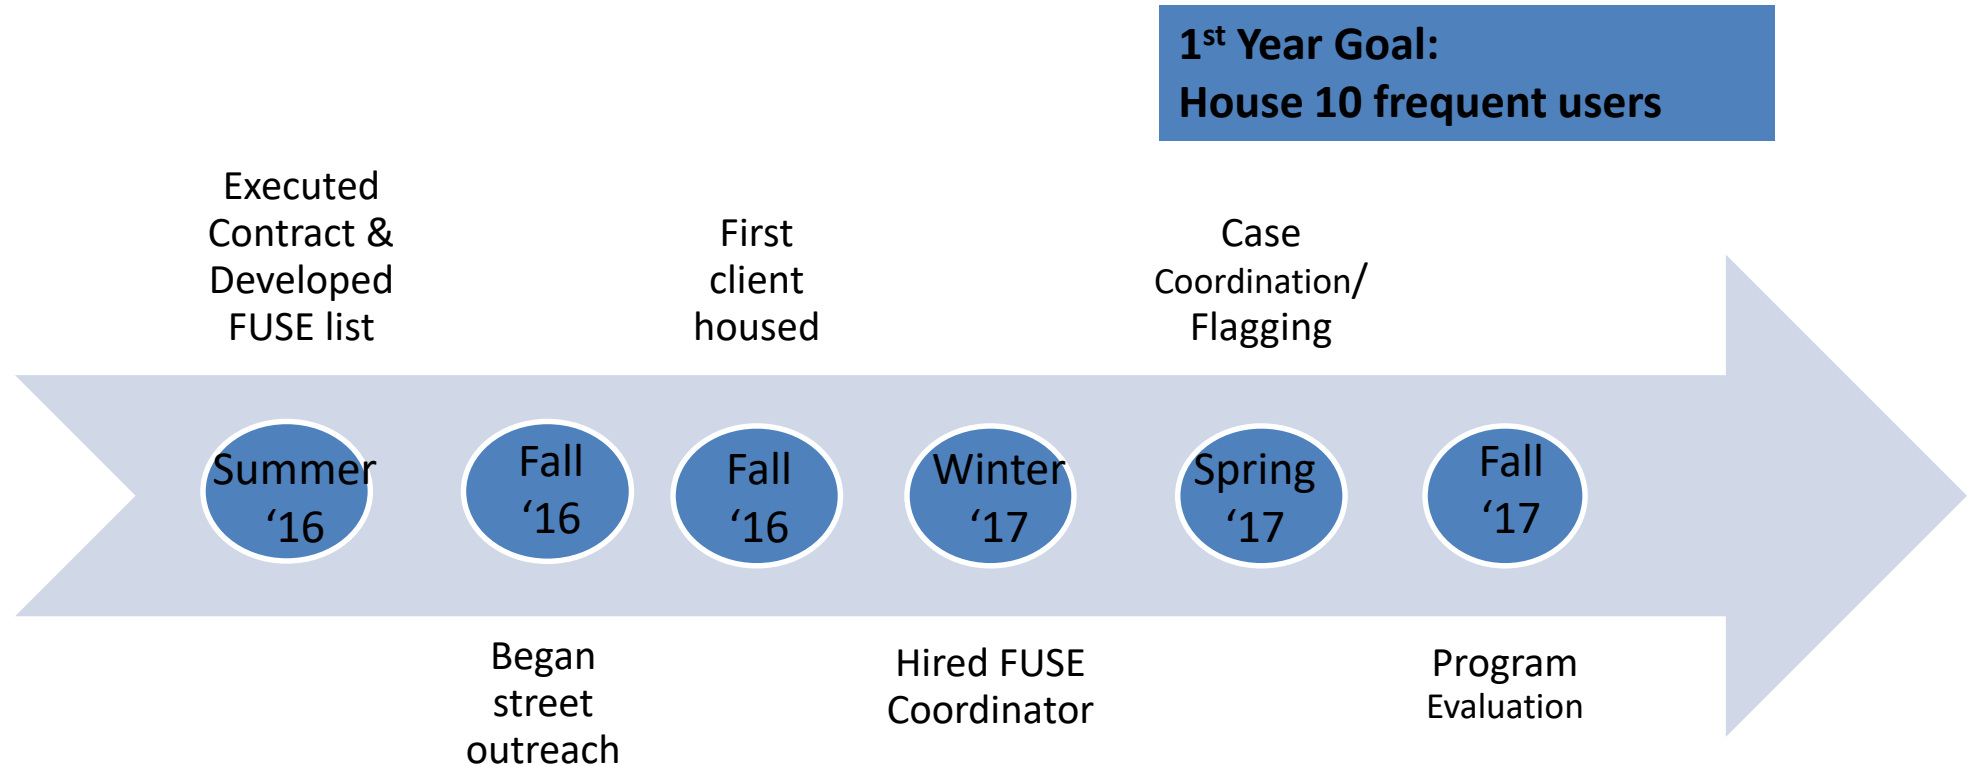 1st Year Goal:
House 10 frequent users
Executed
Contract &
Developed
FUSE list
First
client
housed
Case
Coordination/
Flagging
Summer
‘16
Fall
‘16
Fall
‘16
Winter
‘17
Spring
‘17
Fall
‘17
Began
street
outreach
Hired FUSE
Coordinator
Program
Evaluation